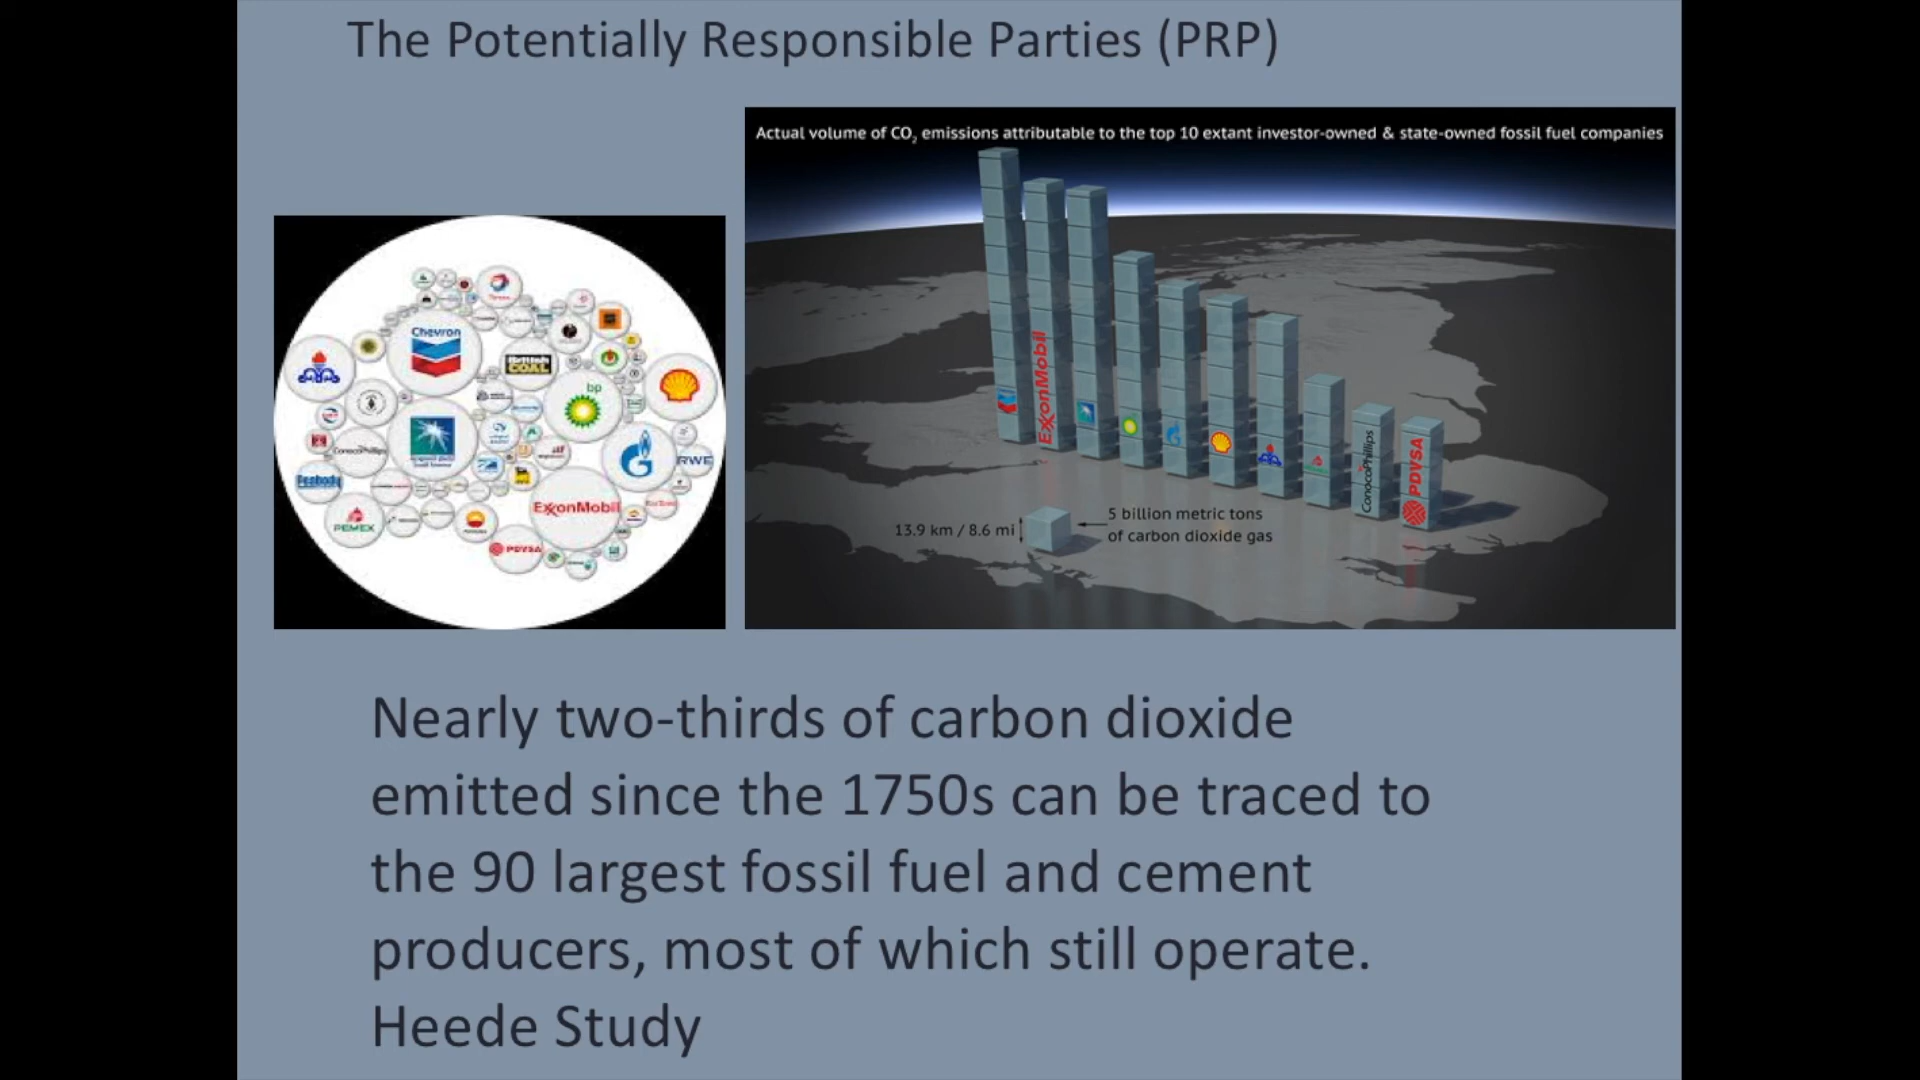 The Potentially Responsible Parties (PRP)
Actual volume of CO2 emissions attributable to the top 10 extant investor-owned & state-owned fossil fuel companies
Chevron
British
COAL
bp
ConocoPhillips
RWE
Peabody
PEMEX
ExxonMobil
PDVSA
ExxonMobil
ConocoPhillips
PDVSA
13.9 km / 8.6 mi
5 billion metric tons
of carbon dioxide gas
Nearly two-thirds of carbon dioxide
emitted since the 1750s can be traced to
the 90 largest fossil fuel and cement
producers, most of which still operate.
Heede Study